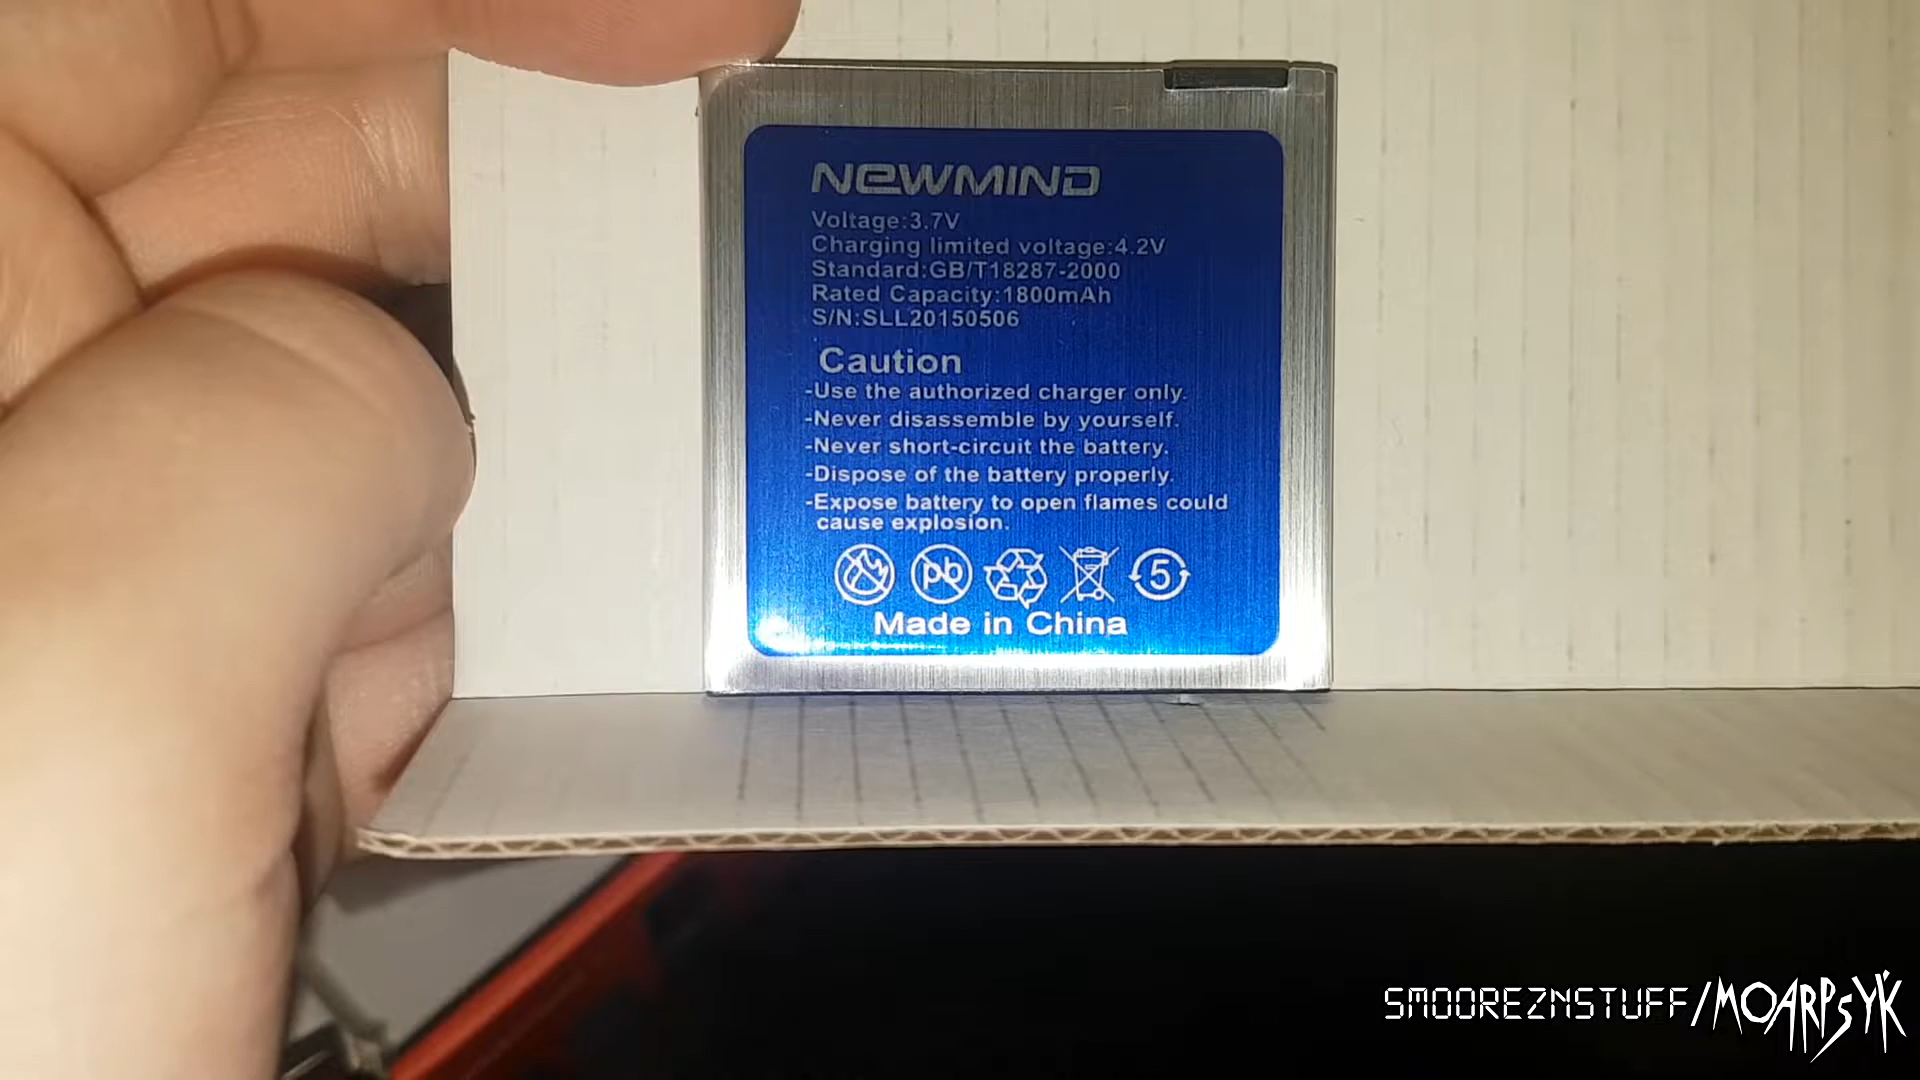 NEWMIND
Voltage:3.7V
Charging limited voltage:4.2V
Standard:GB/T18287-2000
Rated Capacity:1800mAh
S/N:SLL20150506
Caution
-Use the authorized charger only.
-Never disassemble by yourself.
-Never short-circuit the battery.
-Dispose of the battery properly.
-Expose battery to open flames could
cause explosion.
pb 5
Made in China
SMOOREZNSTUFF/MOARPSYK